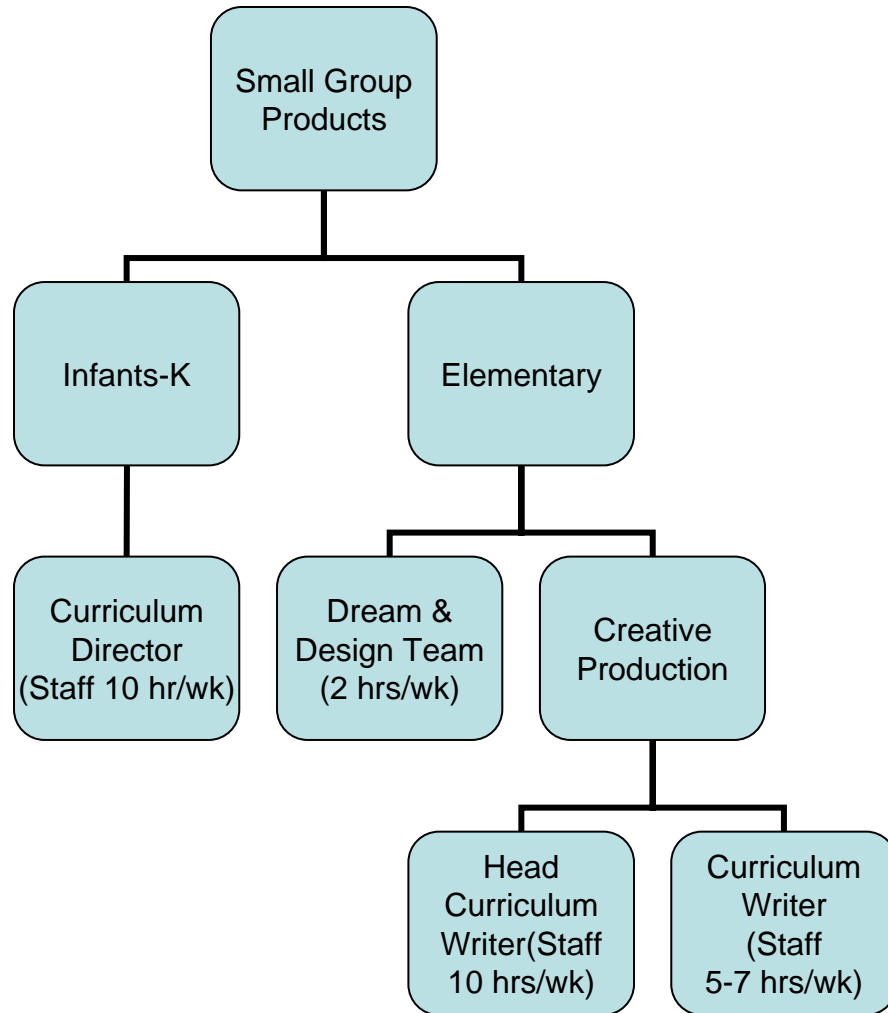 Small Group
Products
Infants-K
Elementary
Curriculum
Director
(Staff 10 hr/wk)
Dream &
Design Team
(2 hrs/wk)
Creative
Production
Head
Curriculum
Writer(Staff
10 hrs/wk)
Curriculum
Writer
(Staff
5-7 hrs/wk)